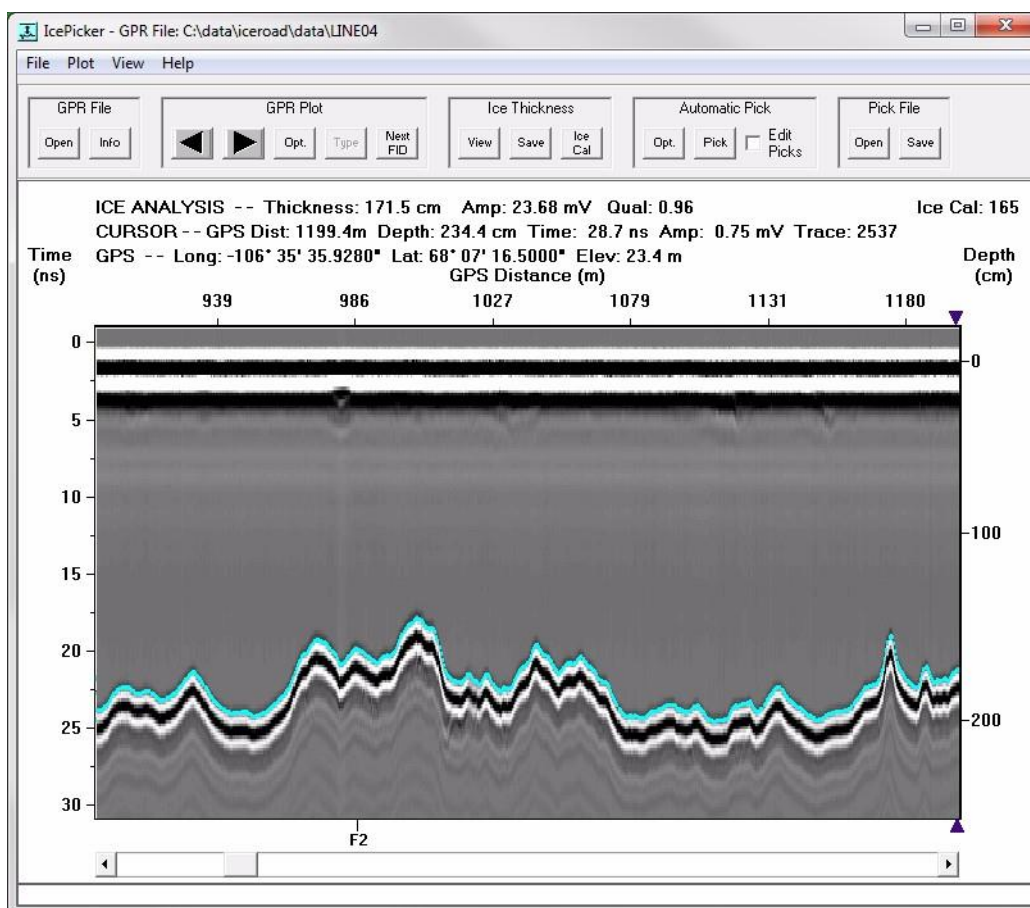 IcePicker - GPR File: C:\data\iceroad\data\LINE04
File Plot View Help
GPR File GPR Plot Ice Thickness Automatic Pick Pick File
Open Info Opt. Type Next FID View Save Ice Cal Opt. Pick Edit Picks Open Save
ICE ANALYSIS -- Thickness: 171.5 cm Amp: 23.68 mV Qual: 0.96 Ice Cal: 165
CURSOR -- GPS Dist: 1199.4m Depth: 234.4 cm Time: 28.7 ns Amp: 0.75 mV Trace: 2537
Time GPS -- Long: -106° 35' 35.9280" Lat: 68° 07' 16.5000" Elev: 23.4 m Depth
(ns) GPS Distance (m) (cm)
939 986 1027 1079 1131 1180
0
0
5
10
100
15
20
200
25
30
F2